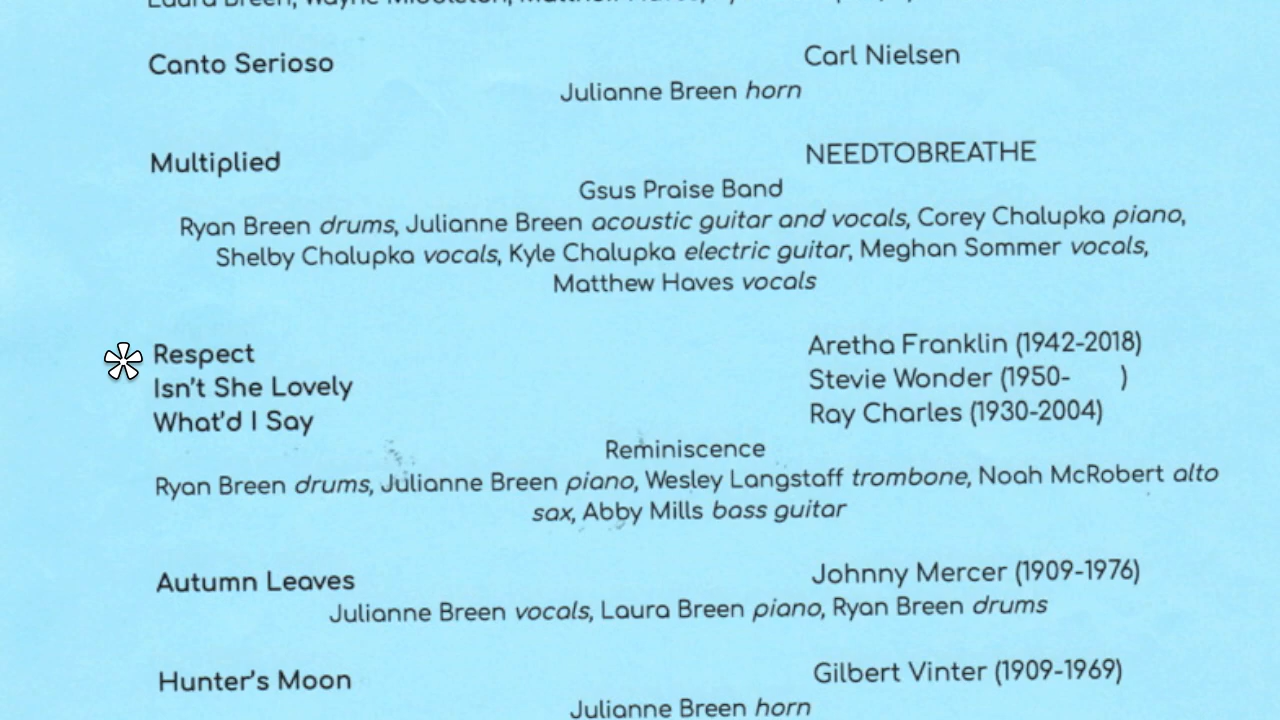 Canto Serioso Carl Nielsen
Julianne Breen horn
Multiplied NEEDTOBREATHE
Gsus Praise Band
Ryan Breen drums, Julianne Breen acoustic guitar and vocals, Corey Chalupka piano,
Shelby Chalupka vocals, Kyle Chalupka electric guitar, Meghan Sommer vocals,
Matthew Haves vocals
Respect Aretha Franklin (1942-2018)
Isn't She Lovely Stevie Wonder (1950- )
What'd I Say Ray Charles (1930-2004)
Reminiscence
Ryan Breen drums, Julianne Breen piano, Wesley Langstaff trombone, Noah McRobert alto
sax, Abby Mills bass guitar
Autumn Leaves Johnny Mercer (1909-1976)
Julianne Breen vocals, Laura Breen piano, Ryan Breen drums
Hunter's Moon Gilbert Vinter (1909-1969)
Julianne Breen horn